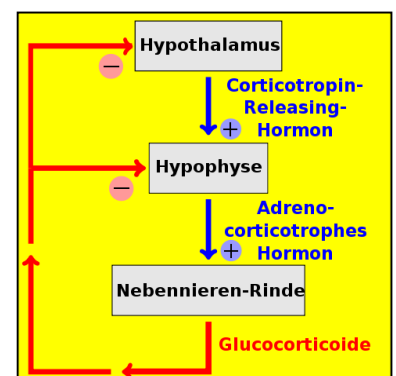 Hypothalamus
−
Corticotropin-
Releasing-
Hormon
+
Hypophyse
−
Adreno-
corticotrophes
Hormon
+
Nebennieren-Rinde
Glucocorticoide